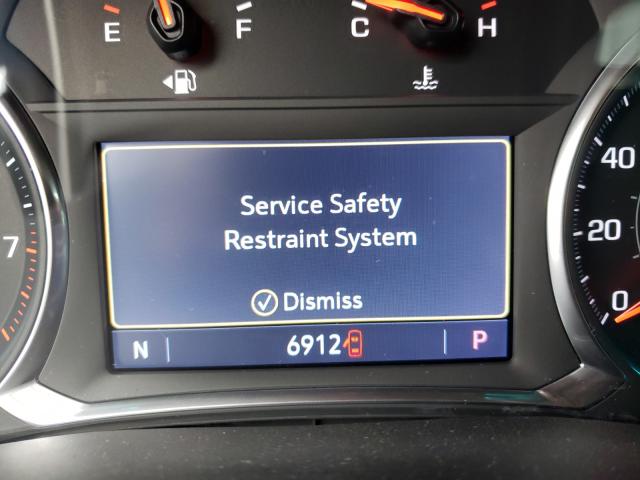 E F C H
Service Safety
Restraint System
Dismiss
N 6912 P
7
40
20
0